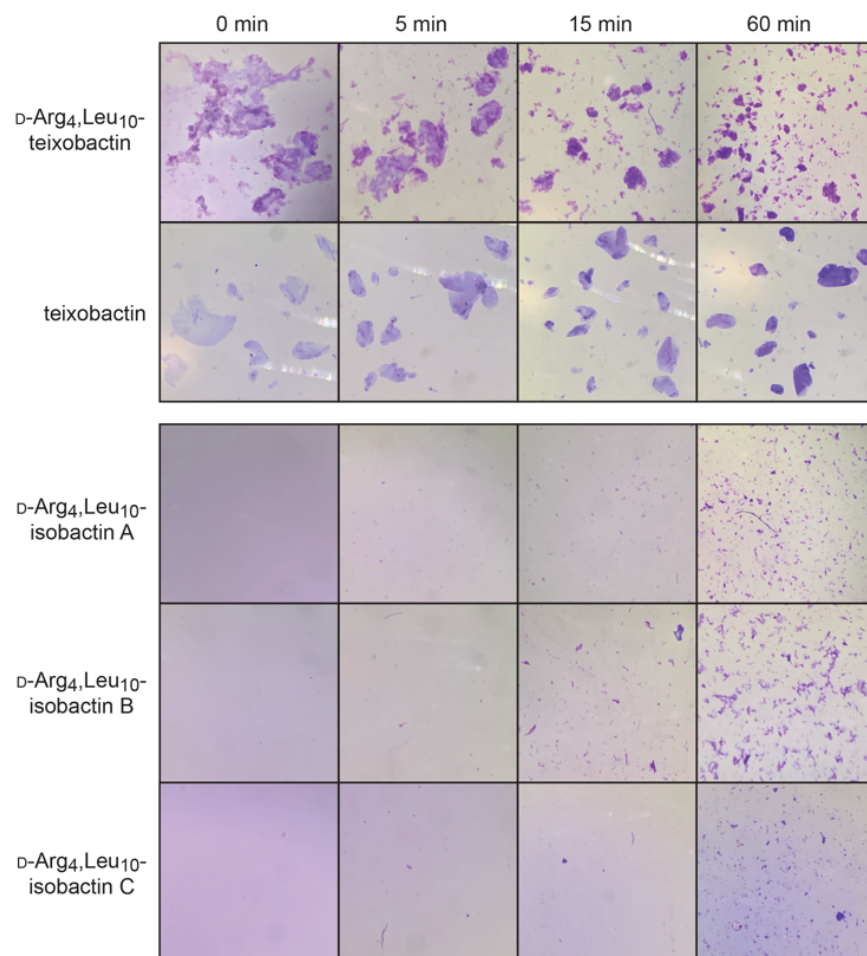 0 min 5 min 15 min 60 min
D-Arg₄,Leu₁₀-
teixobactin
teixobactin
D-Arg₄,Leu₁₀-
isobactin A
D-Arg₄,Leu₁₀-
isobactin B
D-Arg₄,Leu₁₀-
isobactin C